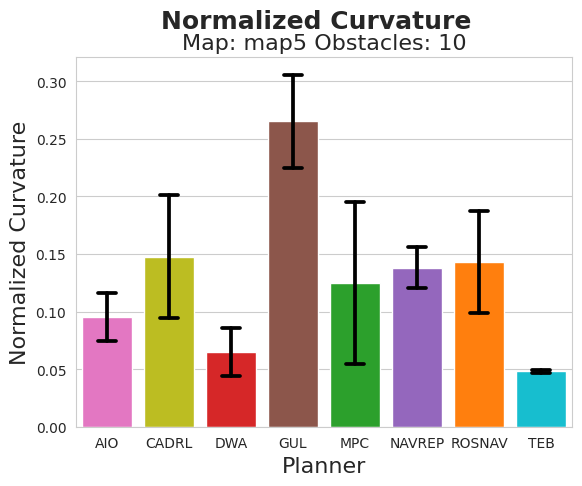 Normalized Curvature
Map: map5 Obstacles: 10
Normalized Curvature
0.30
0.25
0.20
0.15
0.10
0.05
0.00
AIO CADRL DWA GUL MPC NAVREP ROSNAV TEB
Planner